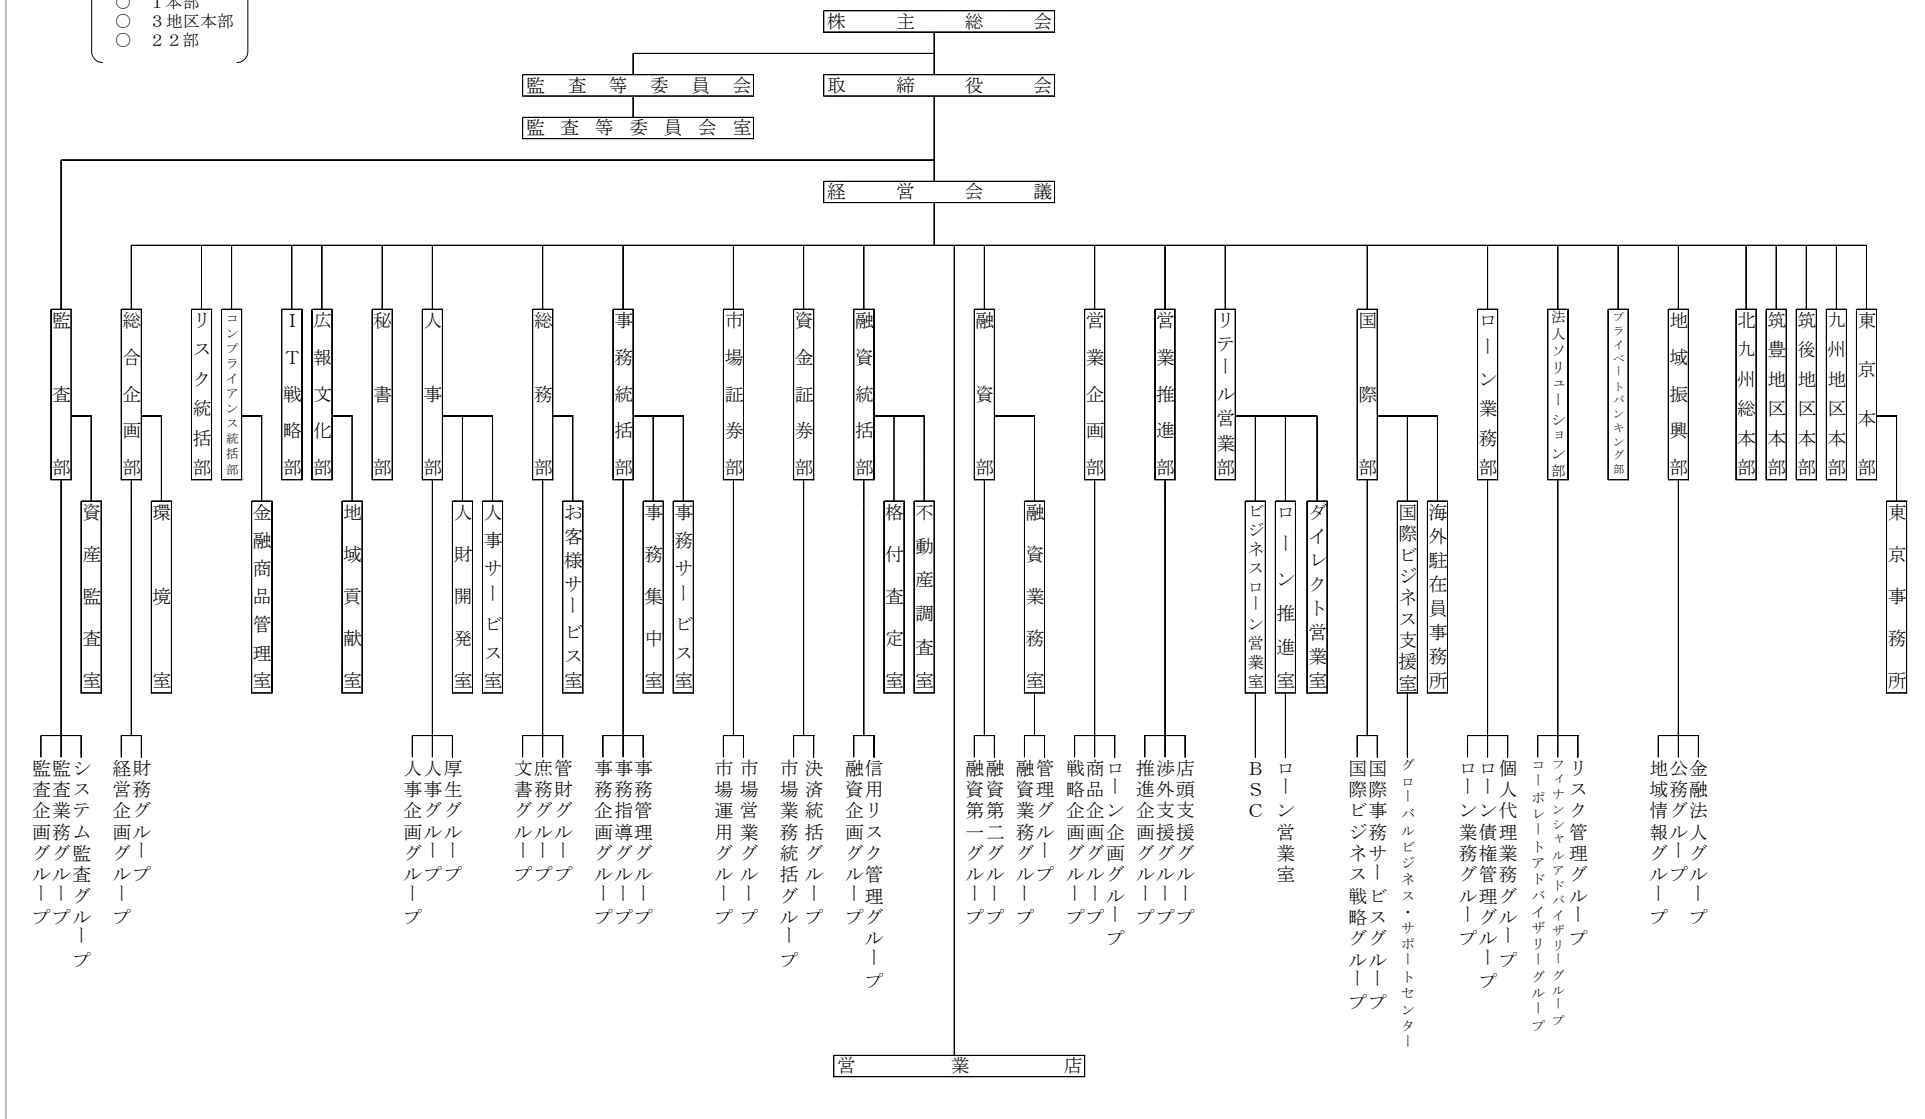 ○　1本部
○　3地区本部
○　22部
株主総会
監査等委員会
取締役会
監査等委員会室
経営会議
監査部
総合企画部
リスク統括部
コンプライアンス統括部
IT戦略部
広報文化部
秘書部
人事部
総務部
事務統括部
市場証券部
資金証券部
融資統括部
融資部
営業企画部
営業推進部
リテール営業部
国際部
ローン業務部
法人ソリューション部
プライベートバンキング部
地域振興部
北九州総本部
筑豊地区本部
筑後地区本部
九州地区本部
東京本部
資産監査室
環境室
金融商品管理室
地域貢献室
人財開発室
人事サービス室
お客様サービス室
事務集中室
事務サービス室
格付査定室
不動産調査室
融資業務室
ビジネスローン営業室
ローン推進室
ダイレクト営業室
国際ビジネス支援室
海外駐在員事務所
東京事務所
監査企画グループ
監査業務グループ
システム監査グループ
経営企画グループ
財務グループ
人事企画グループ
人事グループ
厚生グループ
文書グループ
庶務グループ
管財グループ
事務企画グループ
事務指導グループ
事務管理グループ
市場運用グループ
市場営業グループ
市場業務統括グループ
決済統括グループ
融資企画グループ
信用リスク管理グループ
融資第一グループ
融資第二グループ
融資業務グループ
管理グループ
戦略企画グループ
商品企画グループ
ローン企画グループ
推進企画グループ
渉外支援グループ
店頭支援グループ
BSC
ローン営業室
国際ビジネス戦略グループ
国際事務サービスグループ
グローバルビジネス・サポートセンター
ローン業務グループ
ローン債権管理グループ
個人代理業務グループ
コーポレートアドバイザリーグループ
フィナンシャルアドバイザリーグループ
リスク管理グループ
地域情報グループ
公務グループ
金融法人グループ
営業店